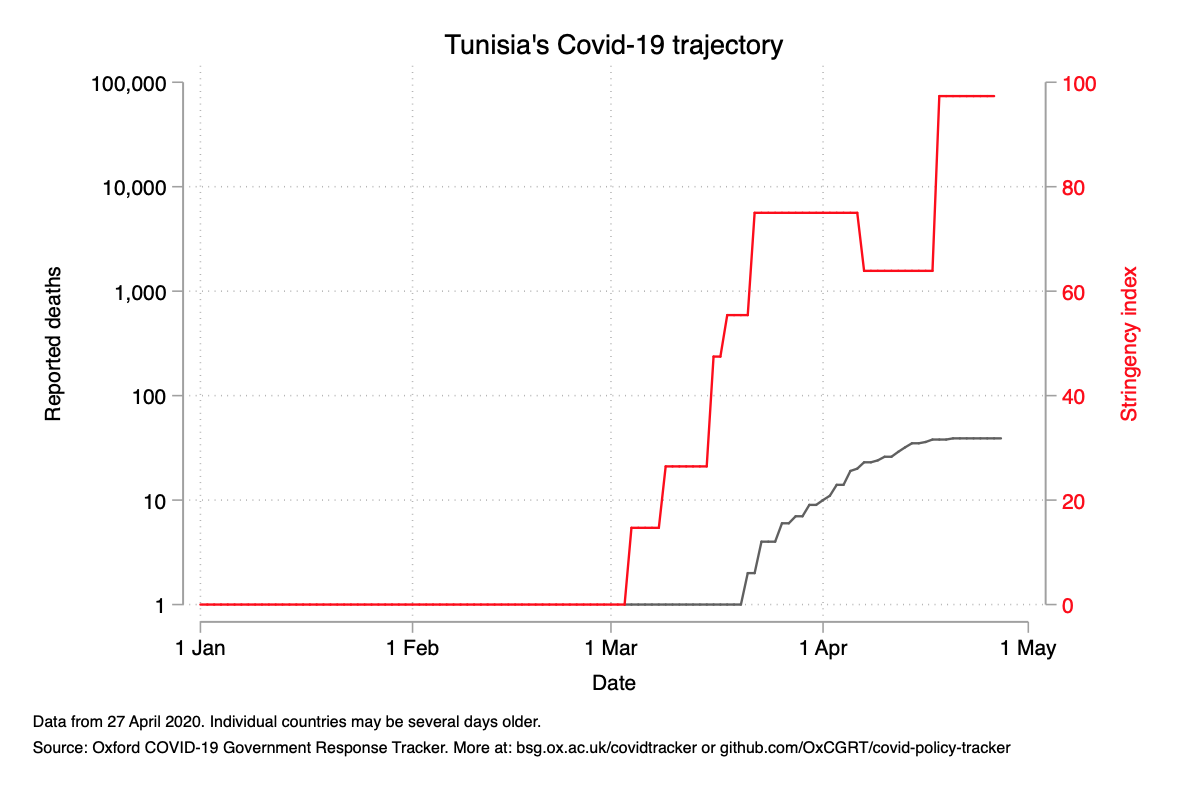 Tunisia's Covid-19 trajectory
100,000
10,000
1,000
100
10
1
Reported deaths
100
80
60
40
20
0
Stringency index
1 Jan
1 Feb
1 Mar
1 Apr
1 May
Date
Data from 27 April 2020. Individual countries may be several days older.
Source: Oxford COVID-19 Government Response Tracker. More at: bsg.ox.ac.uk/covidtracker or github.com/OxCGRT/covid-policy-tracker